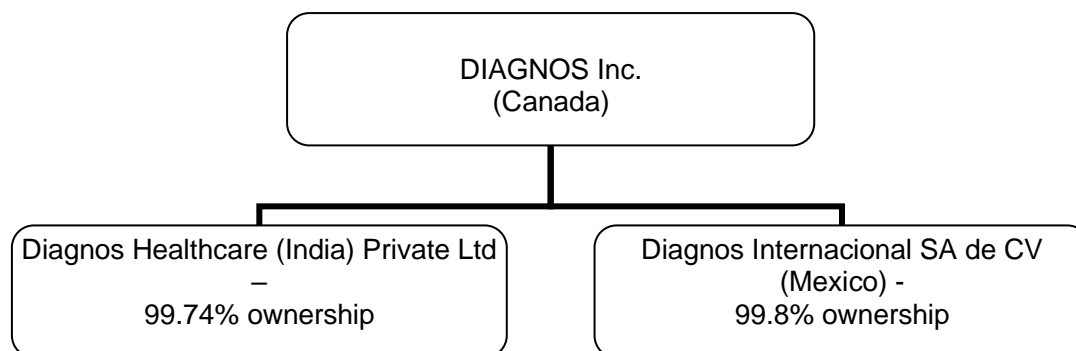 DIAGNOS Inc.
(Canada)
Diagnos Healthcare (India) Private Ltd
–
99.74% ownership
Diagnos Internacional SA de CV
(Mexico) -
99.8% ownership